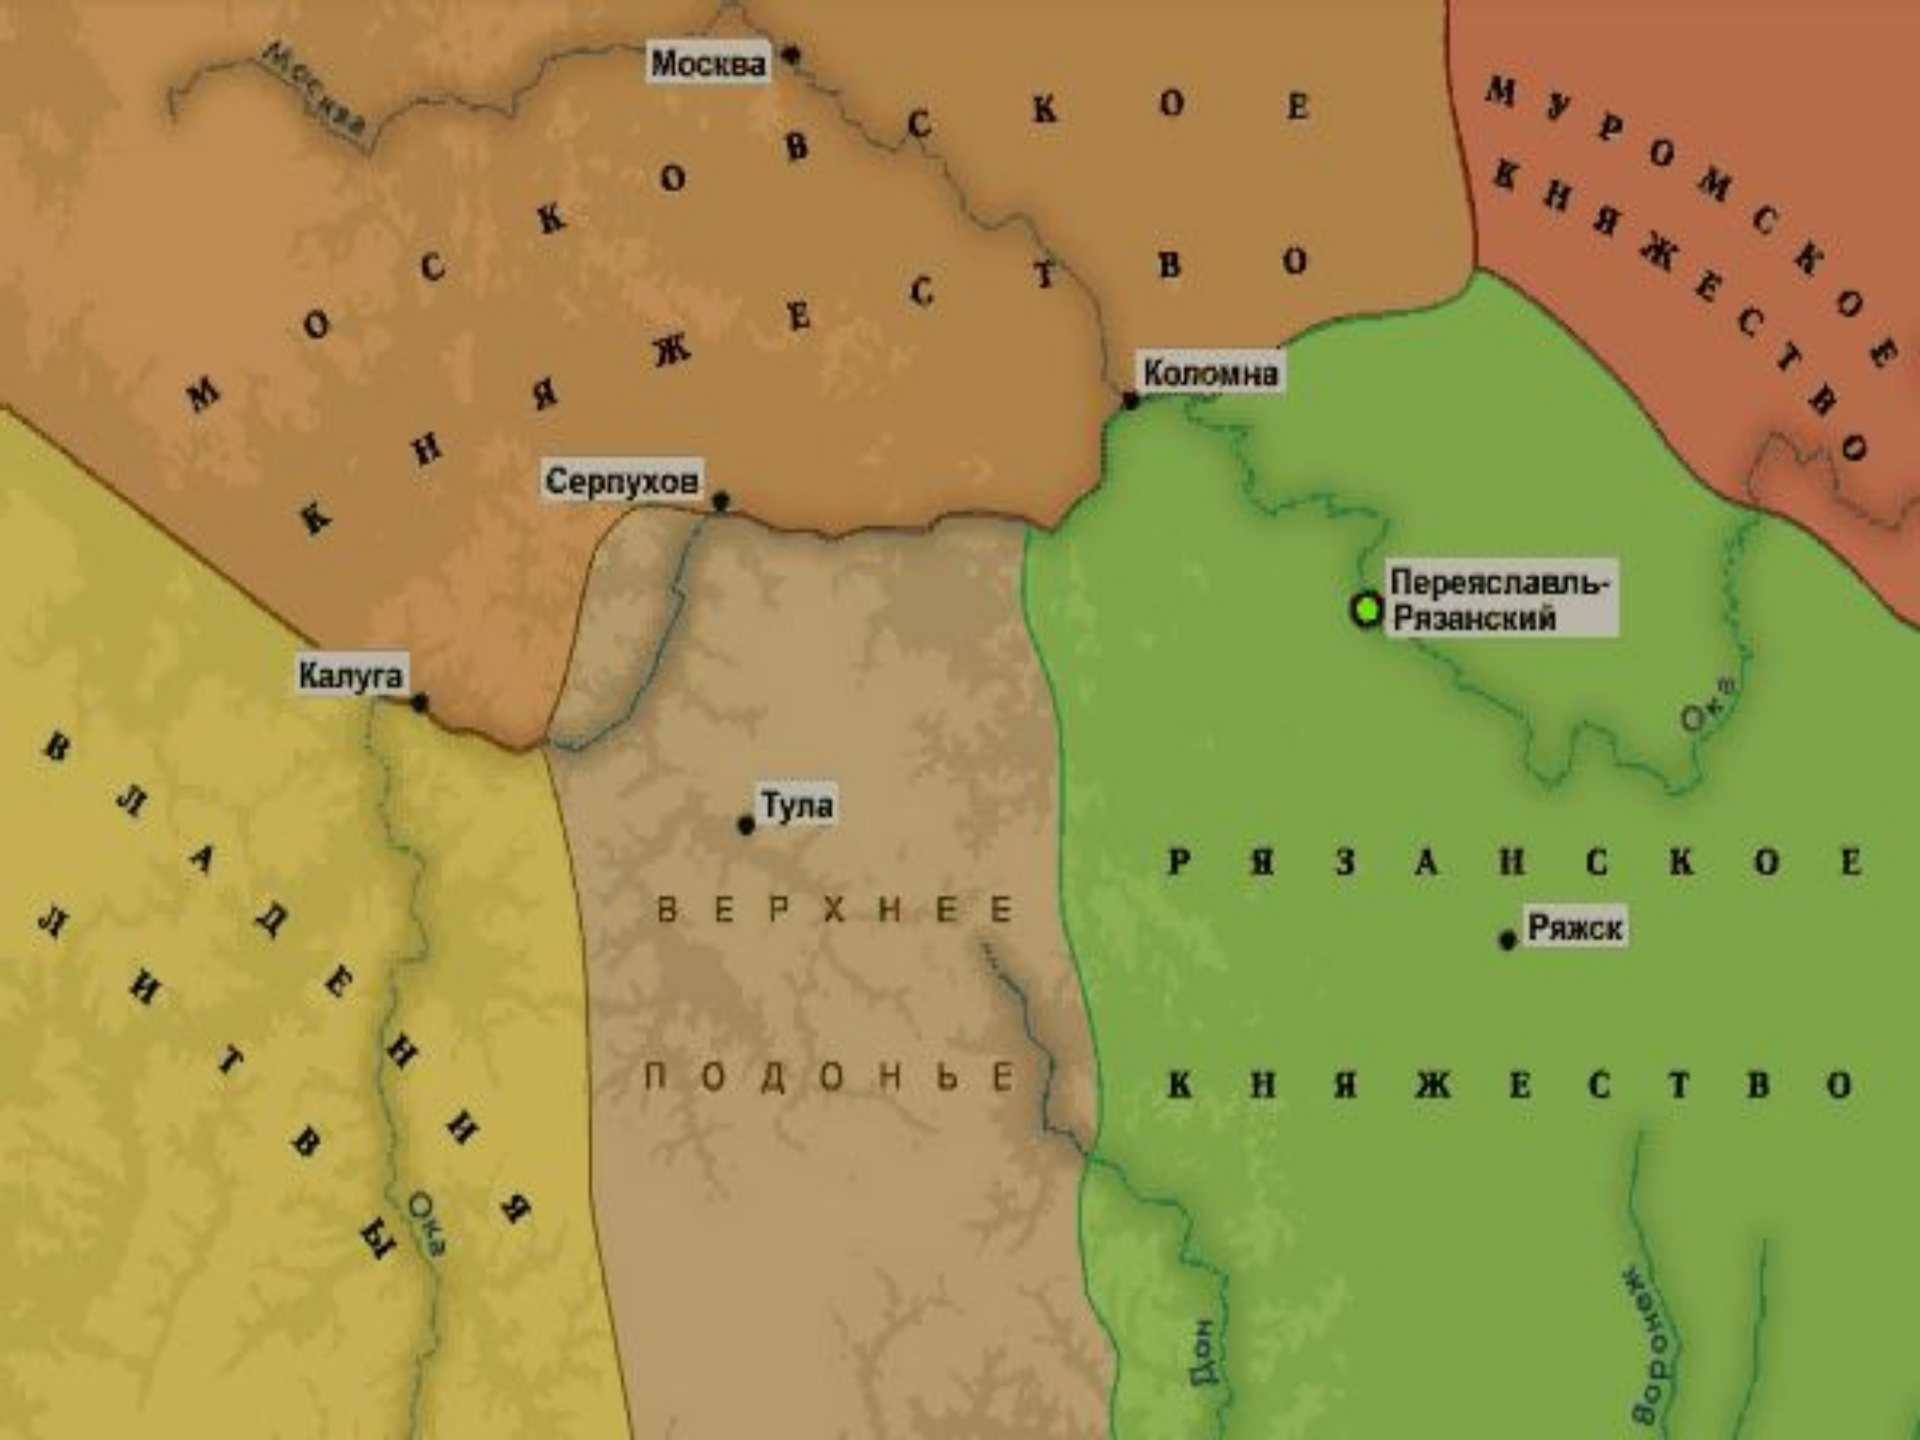 Москва
Москва
МОСКОВСКОЕ
КНЯЖЕСТВО
МУРОМСКОЕ
КНЯЖЕСТВО
Коломна
Серпухов
Переяславль-
Рязанский
Калуга
Ока
Тула
ВЛАДЕНИЯ
ЛИТВЫ
ВЕРХНЕЕ
ПОДОНЬЕ
РЯЗАНСКОЕ
Ряжск
КНЯЖЕСТВО
Ока
Дон
Воронеж